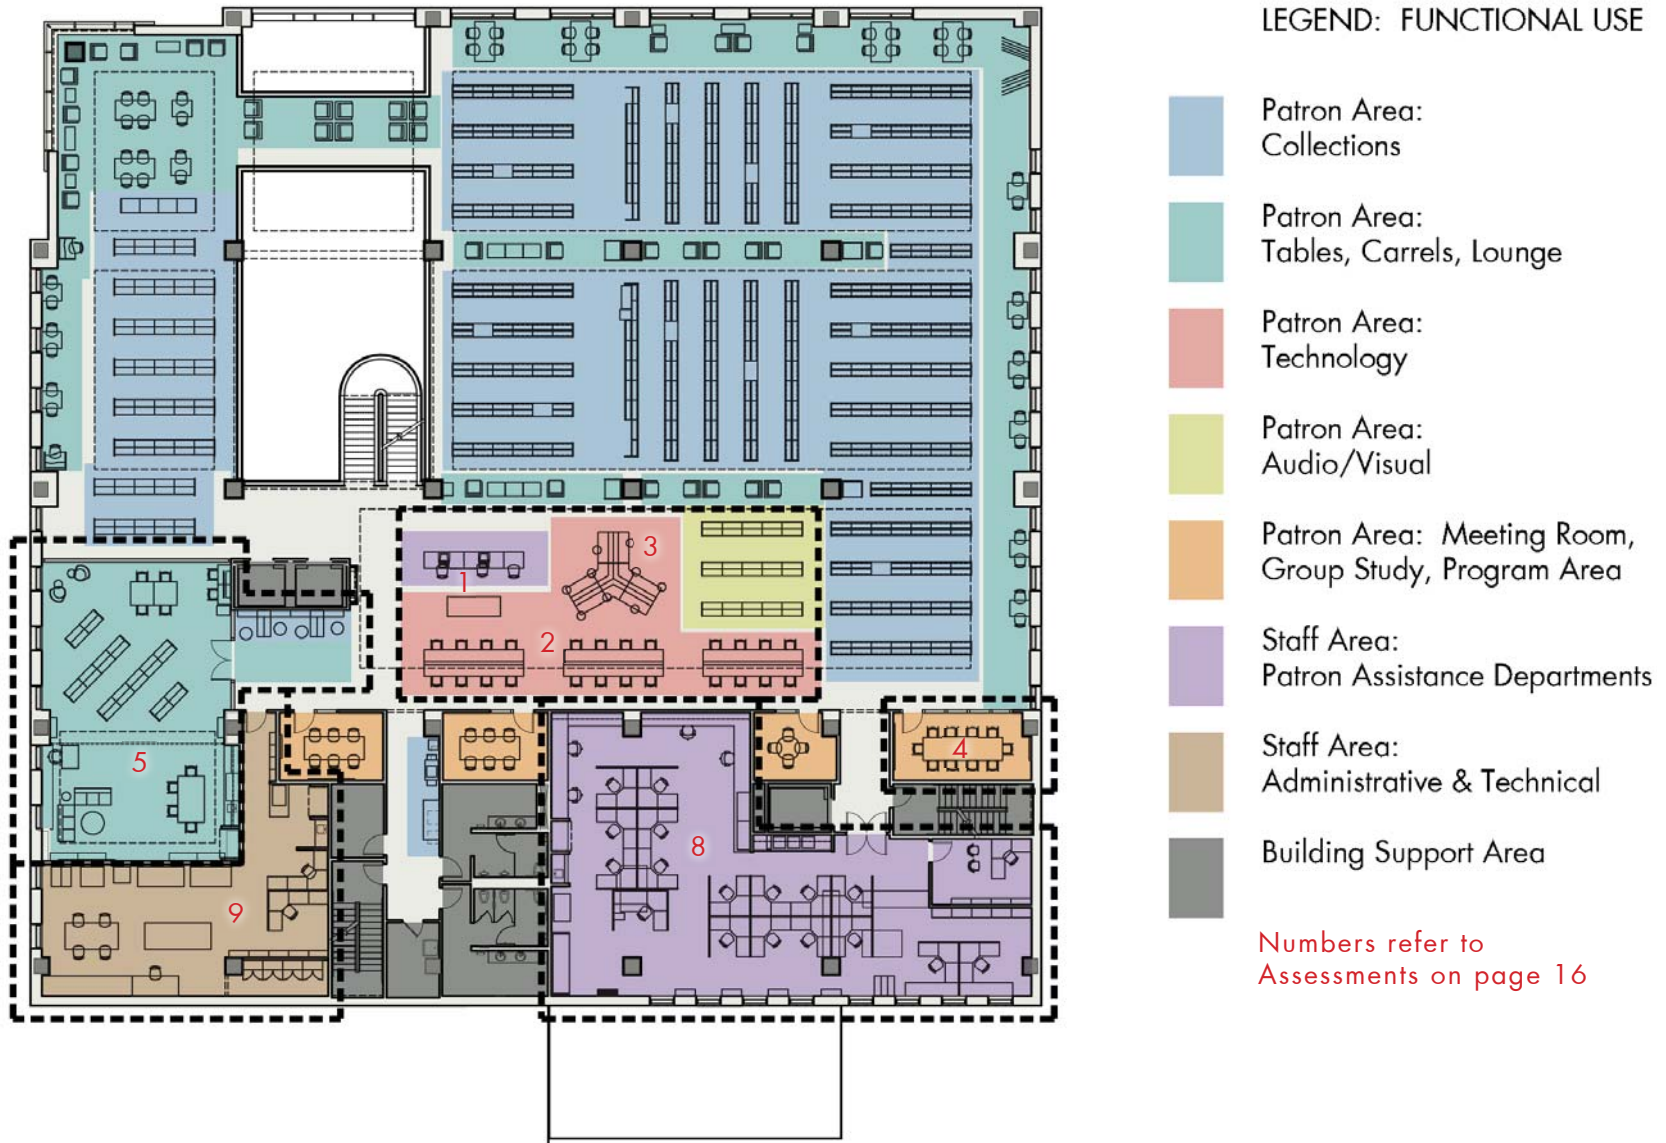 LEGEND: FUNCTIONAL USE
Patron Area:
Collections
Patron Area:
Tables, Carrels, Lounge
Patron Area:
Technology
Patron Area:
Audio/Visual
Patron Area: Meeting Room,
Group Study, Program Area
Staff Area:
Patron Assistance Departments
Staff Area:
Administrative & Technical
Building Support Area
Numbers refer to
Assessments on page 16
3
1
2
4
5
8
9